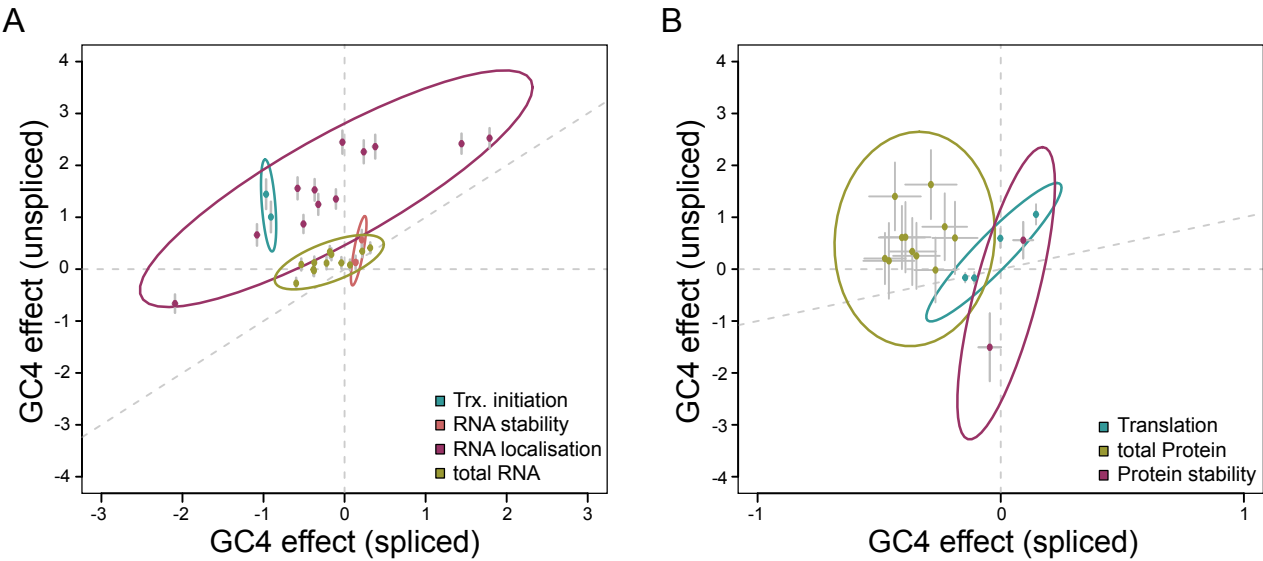 A
4
3
2
1
0
-1
-2
-3
-4
GC4 effect (unspliced)
Trx. initiation
RNA stability
RNA localisation
total RNA
-3 -2 -1 0 1 2 3
GC4 effect (spliced)
B
4
3
2
1
0
-1
-2
-3
-4
GC4 effect (unspliced)
Translation
total Protein
Protein stability
-1 0 1
GC4 effect (spliced)